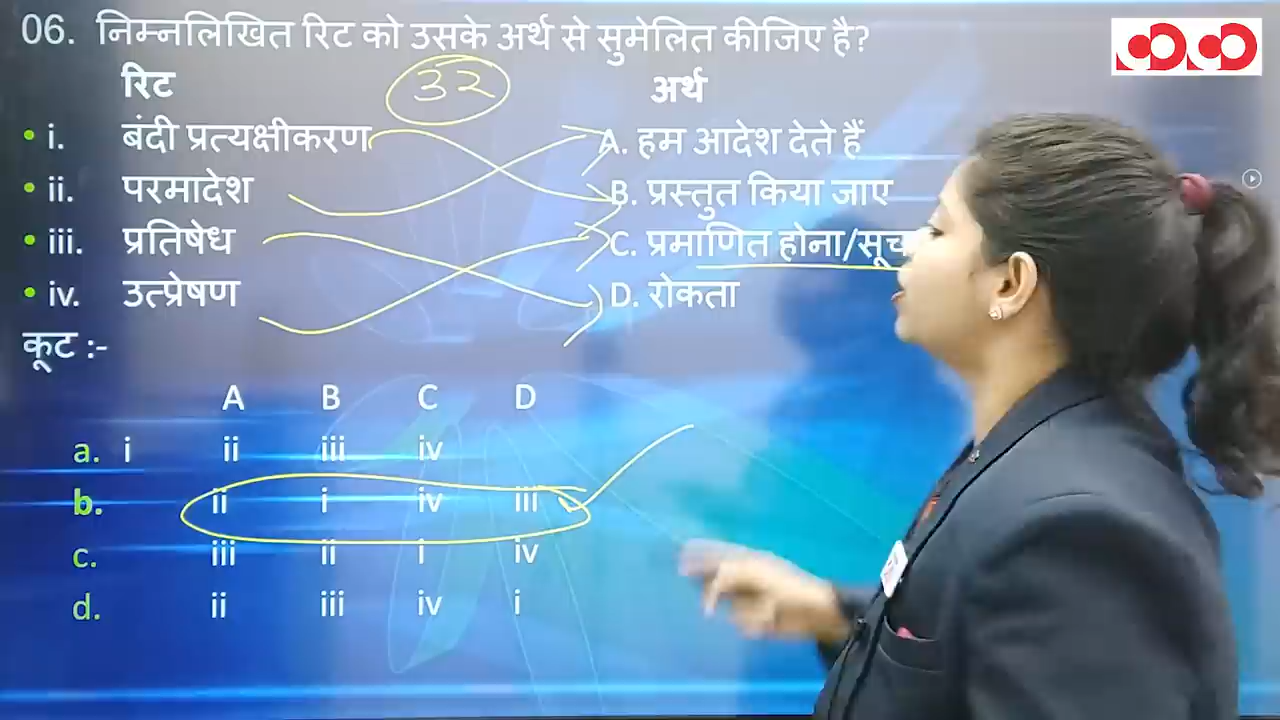 06. निम्नलिखित रिट को उसके अर्थ से सुमेलित कीजिए है?
रिट 32 अर्थ
• i. बंदी प्रत्यक्षीकरण A. हम आदेश देते हैं
• ii. परमादेश B. प्रस्तुत किया जाए
• iii. प्रतिषेध C. प्रमाणित होना/सूच
• iv. उत्प्रेषण D. रोकता
कूट :-
A B C D
a. i ii iii iv
b. ii i iv iii
c. iii ii i iv
d. ii iii iv i